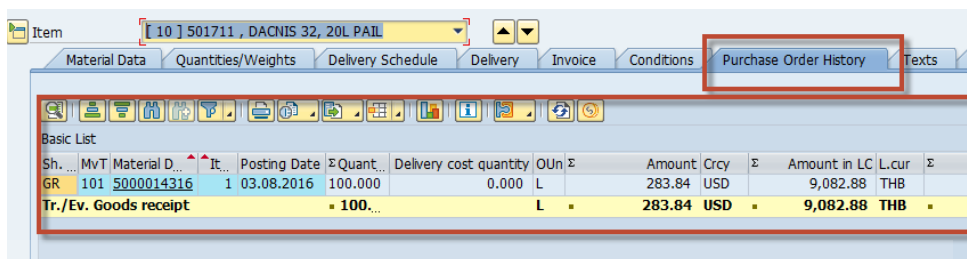 Item [ 10 ] 501711 , DACNIS 32, 20L PAIL
Material Data Quantities/Weights Delivery Schedule Delivery Invoice Conditions Purchase Order History Texts
Basic List
Sh. ... MvT Material D... It... Posting Date Σ Quant... Delivery cost quantity OUn Σ Amount Crcy Σ Amount in LC L.cur Σ
GR 101 5000014316 1 03.08.2016 100.000 0.000 L 283.84 USD 9,082.88 THB
Tr./Ev. Goods receipt ▪ 100.... L ▪ 283.84 USD ▪ 9,082.88 THB ▪